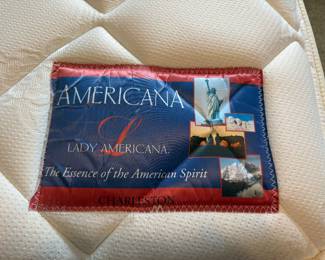 AMERICANA
L
LADY AMERICANA.
The Essence of the American Spirit
CHARLESTON